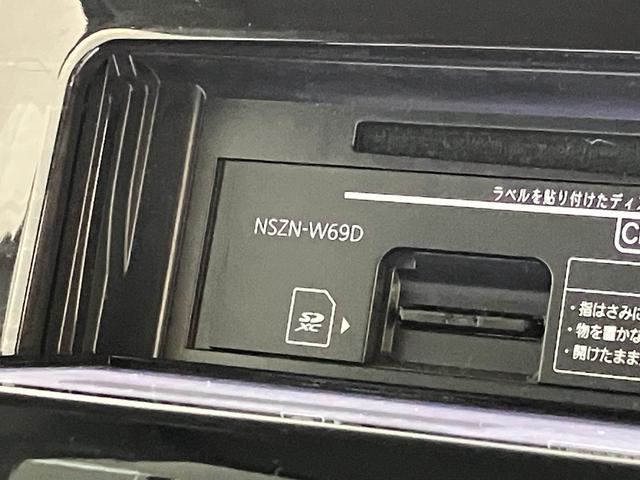 ラベルを貼り付けたディス
NSZN-W69D
SD XC
・指はさみに
・物を置かな
・開けたまま